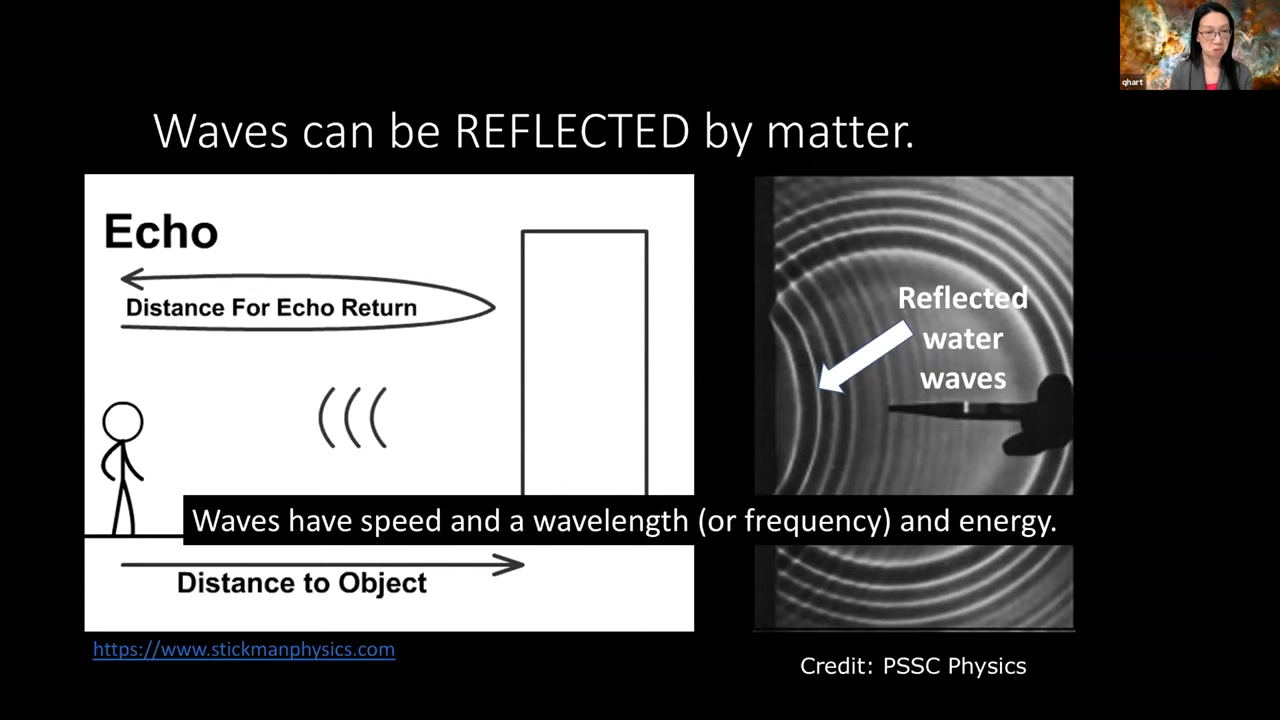 qhart
Waves can be REFLECTED by matter.
Echo
Distance For Echo Return
Reflected
water
waves
Waves have speed and a wavelength (or frequency) and energy.
Distance to Object
https://www.stickmanphysics.com
Credit: PSSC Physics